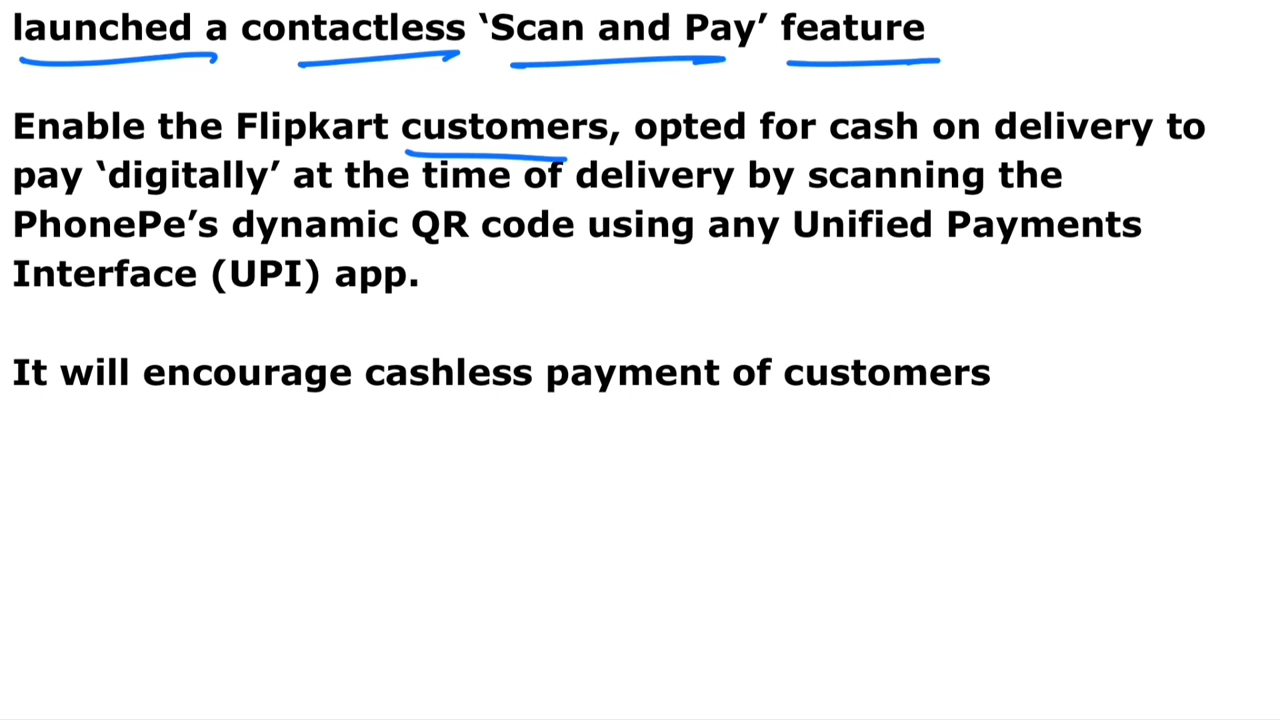 launched a contactless ‘Scan and Pay’ feature
Enable the Flipkart customers, opted for cash on delivery to
pay ‘digitally’ at the time of delivery by scanning the
PhonePe’s dynamic QR code using any Unified Payments
Interface (UPI) app.
It will encourage cashless payment of customers